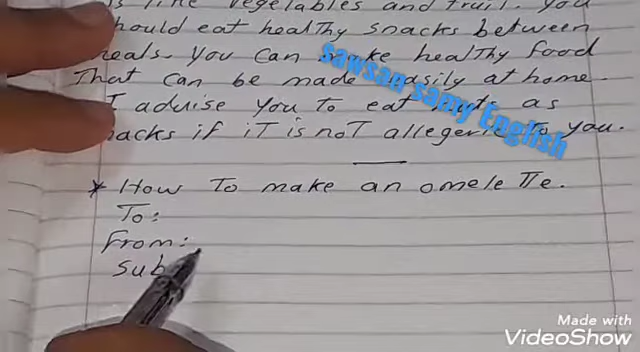 is like vegetables and fruit. You
should eat healthy snacks between
meals. You can make healthy food
That can be made easily at home.
I advise you To eat nuts as
snacks if iT is noT allegeric To you.
* How To make an omeleTTe.
To:
From:
sub
sawsan samy English
Made with
VideoShow